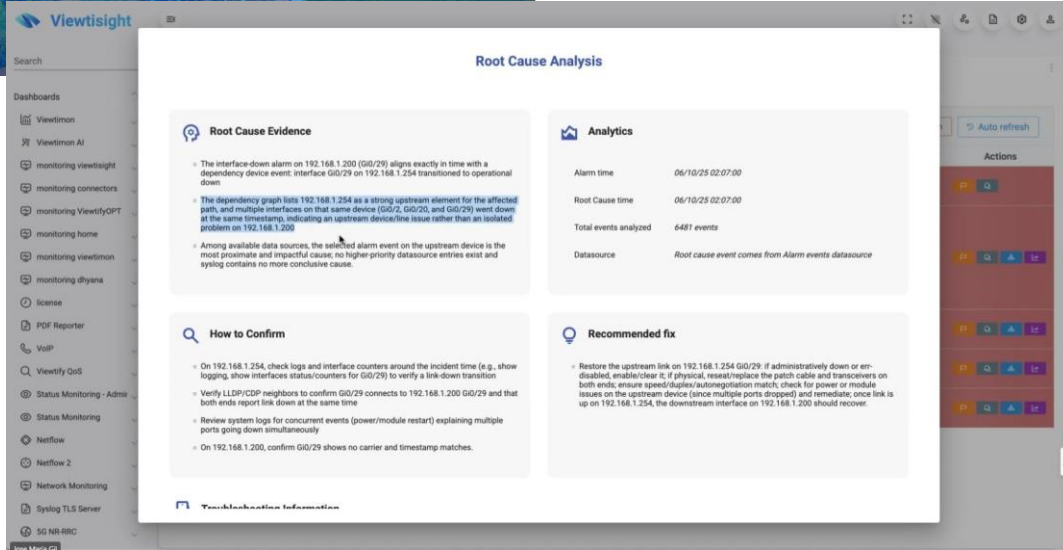 Viewtisight
Search
Dashboards
Viewtimon
Viewtimon AI
monitoring viewtisight
monitoring connectors
monitoring ViewtifyOPT
monitoring home
monitoring viewtimon
monitoring dhyana
license
PDF Reporter
VoIP
Viewtify QoS
Status Monitoring - Admi
Status Monitoring
Netflow
Netflow 2
Network Monitoring
Syslog TLS Server
5G NR-RRC
Jose Maria Gil
Auto refresh
Actions
Root Cause Analysis
Root Cause Evidence
The interface-down alarm on 192.168.1.200 (Gi0/29) aligns exactly in time with a
dependency device event: interface Gi0/29 on 192.168.1.254 transitioned to operational
down
The dependency graph lists 192.168.1.254 as a strong upstream element for the affected
path, and multiple interfaces on that same device (Gi0/2, Gi0/20, and Gi0/29) went down
at the same timestamp, indicating an upstream device/line issue rather than an isolated
problem on 192.168.1.200
Among available data sources, the selected alarm event on the upstream device is the
most proximate and impactful cause; no higher-priority datasource entries exist and
syslog contains no more conclusive cause.
Analytics
Alarm time 06/10/25 02:07:00
Root Cause time 06/10/25 02:07:00
Total events analyzed 6481 events
Datasource Root cause event comes from Alarm events datasource
How to Confirm
On 192.168.1.254, check logs and interface counters around the incident time (e.g., show
logging, show interfaces status/counters for Gi0/29) to verify a link-down transition
Verify LLDP/CDP neighbors to confirm Gi0/29 connects to 192.168.1.200 Gi0/29 and that
both ends report link down at the same time
Review system logs for concurrent events (power/module restart) explaining multiple
ports going down simultaneously
On 192.168.1.200, confirm Gi0/29 shows no carrier and timestamp matches.
Recommended fix
Restore the upstream link on 192.168.1.254 Gi0/29: if administratively down or err-
disabled, enable/clear it; if physical, reseat/replace the patch cable and transceivers on
both ends; ensure speed/duplex/autonegotiation match; check for power or module
issues on the upstream device (since multiple ports dropped) and remediate; once link is
up on 192.168.1.254, the downstream interface on 192.168.1.200 should recover.
Troubleshooting Information